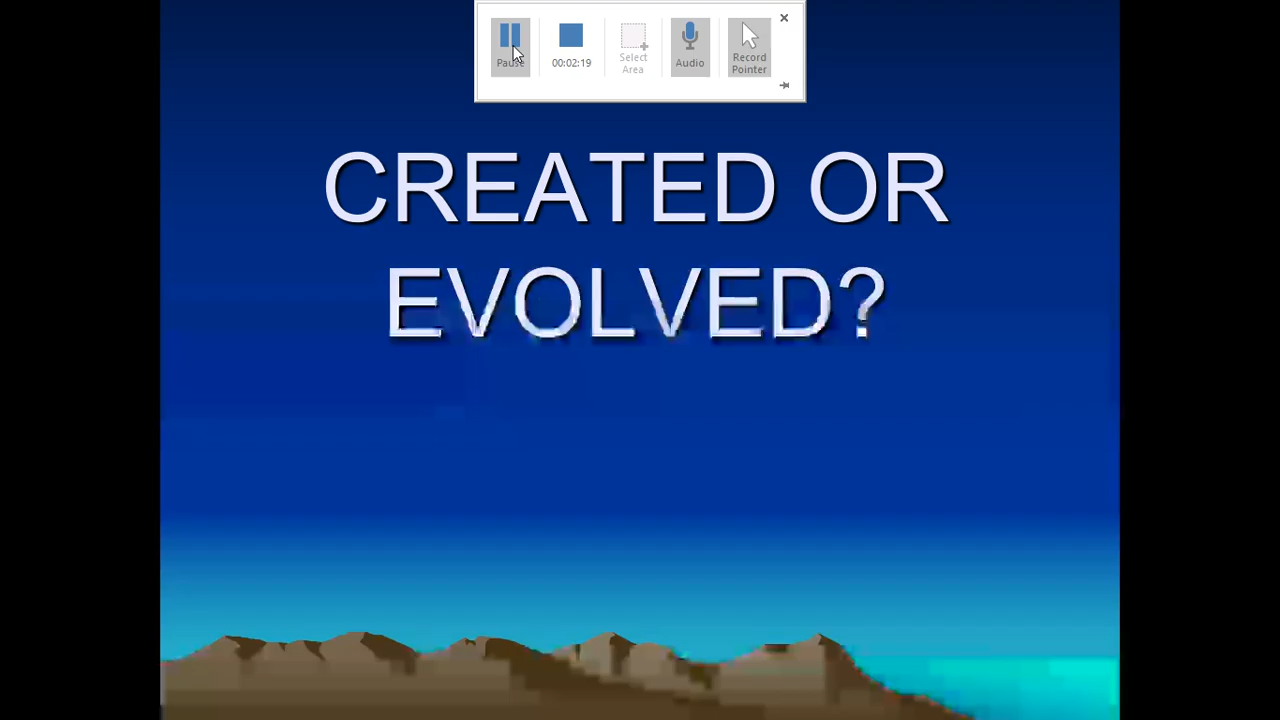 Pause
00:02:19
Select
Area
Audio
Record
Pointer
CREATED OR
EVOLVED?